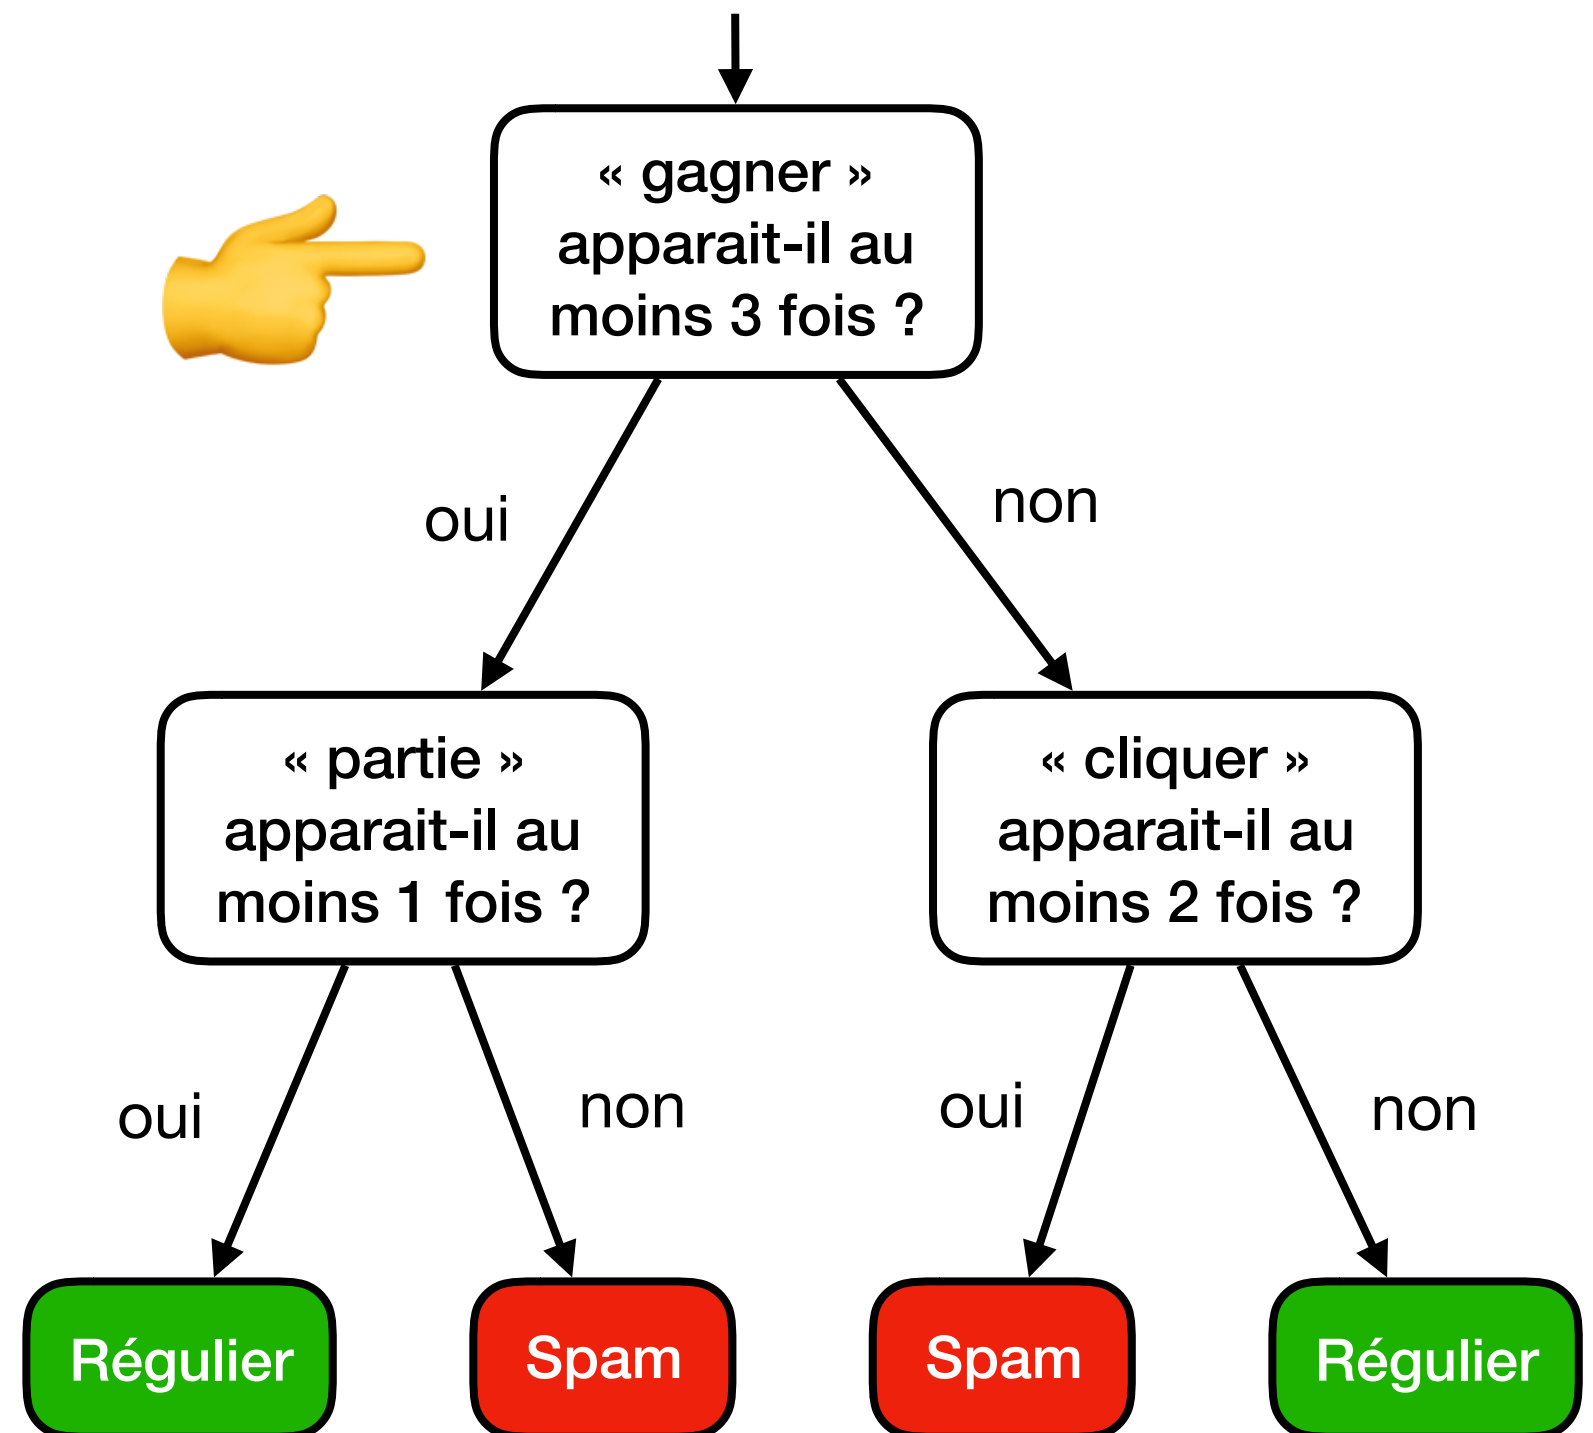 « gagner »
apparait-il au
moins 3 fois ?
oui
non
« partie »
apparait-il au
moins 1 fois ?
« cliquer »
apparait-il au
moins 2 fois ?
oui
non
oui
non
Régulier
Spam
Spam
Régulier